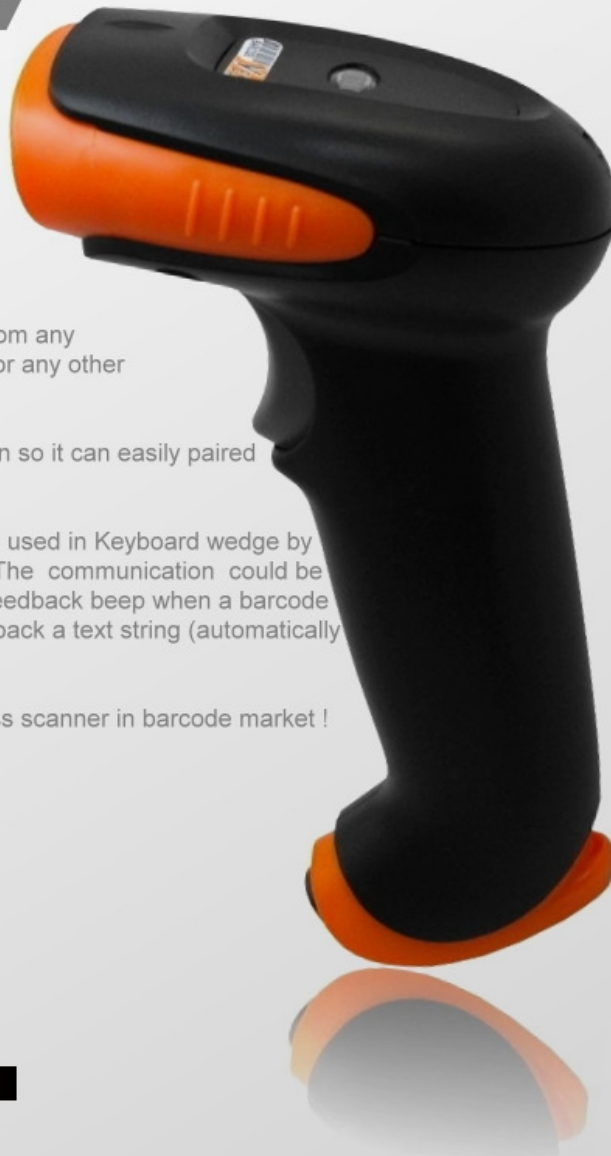 om any
or any other
n so it can easily paired
used in Keyboard wedge by
The communication could be
eedback beep when a barcode
back a text string (automatically
ss scanner in barcode market !